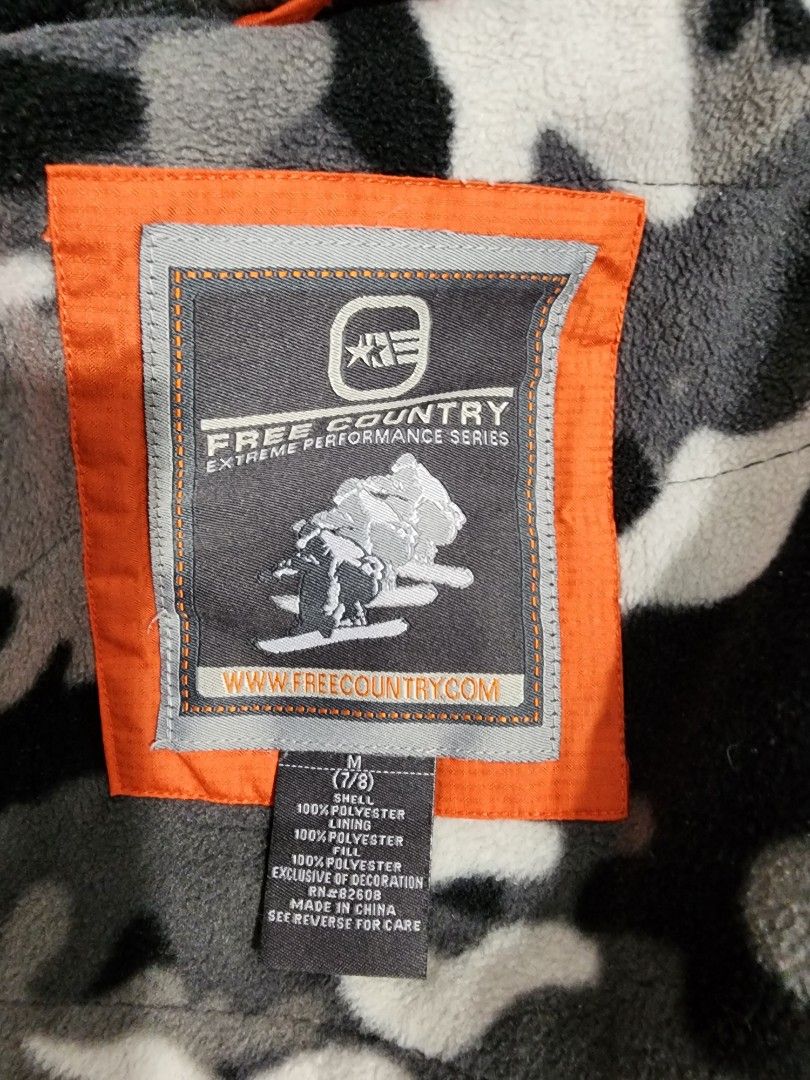 FREE COUNTRY
EXTREME PERFORMANCE SERIES
WWW.FREECOUNTRY.COM
M
(7/8)
SHELL
100% POLYESTER
LINING
100% POLYESTER
FILL
100% POLYESTER
EXCLUSIVE OF DECORATION
RN#82608
MADE IN CHINA
SEE REVERSE FOR CARE